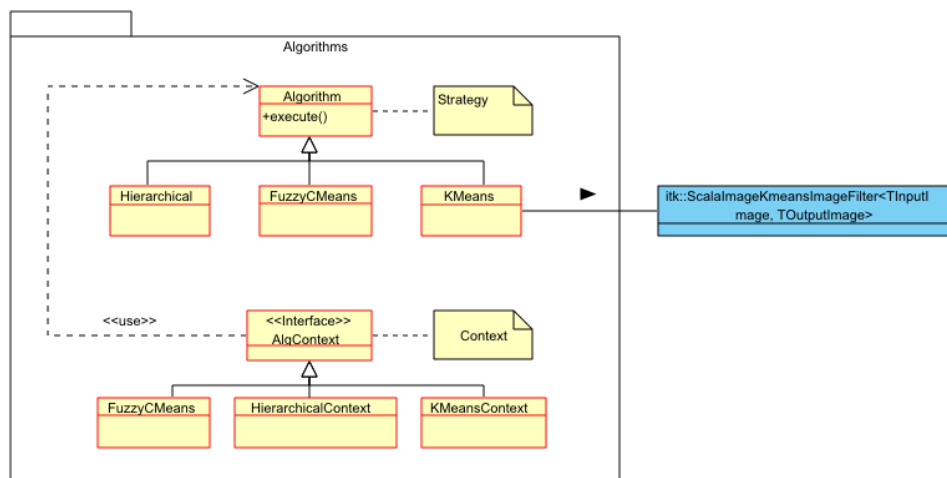 Algorithms
Algorithm
+execute()
Strategy
Hierarchical
FuzzyCMeans
KMeans
itk::ScalaImageKmeansImageFilter<TInputI
mage, TOutputImage>
<<use>>
<<Interface>>
AlgContext
Context
FuzzyCMeans
HierarchicalContext
KMeansContext